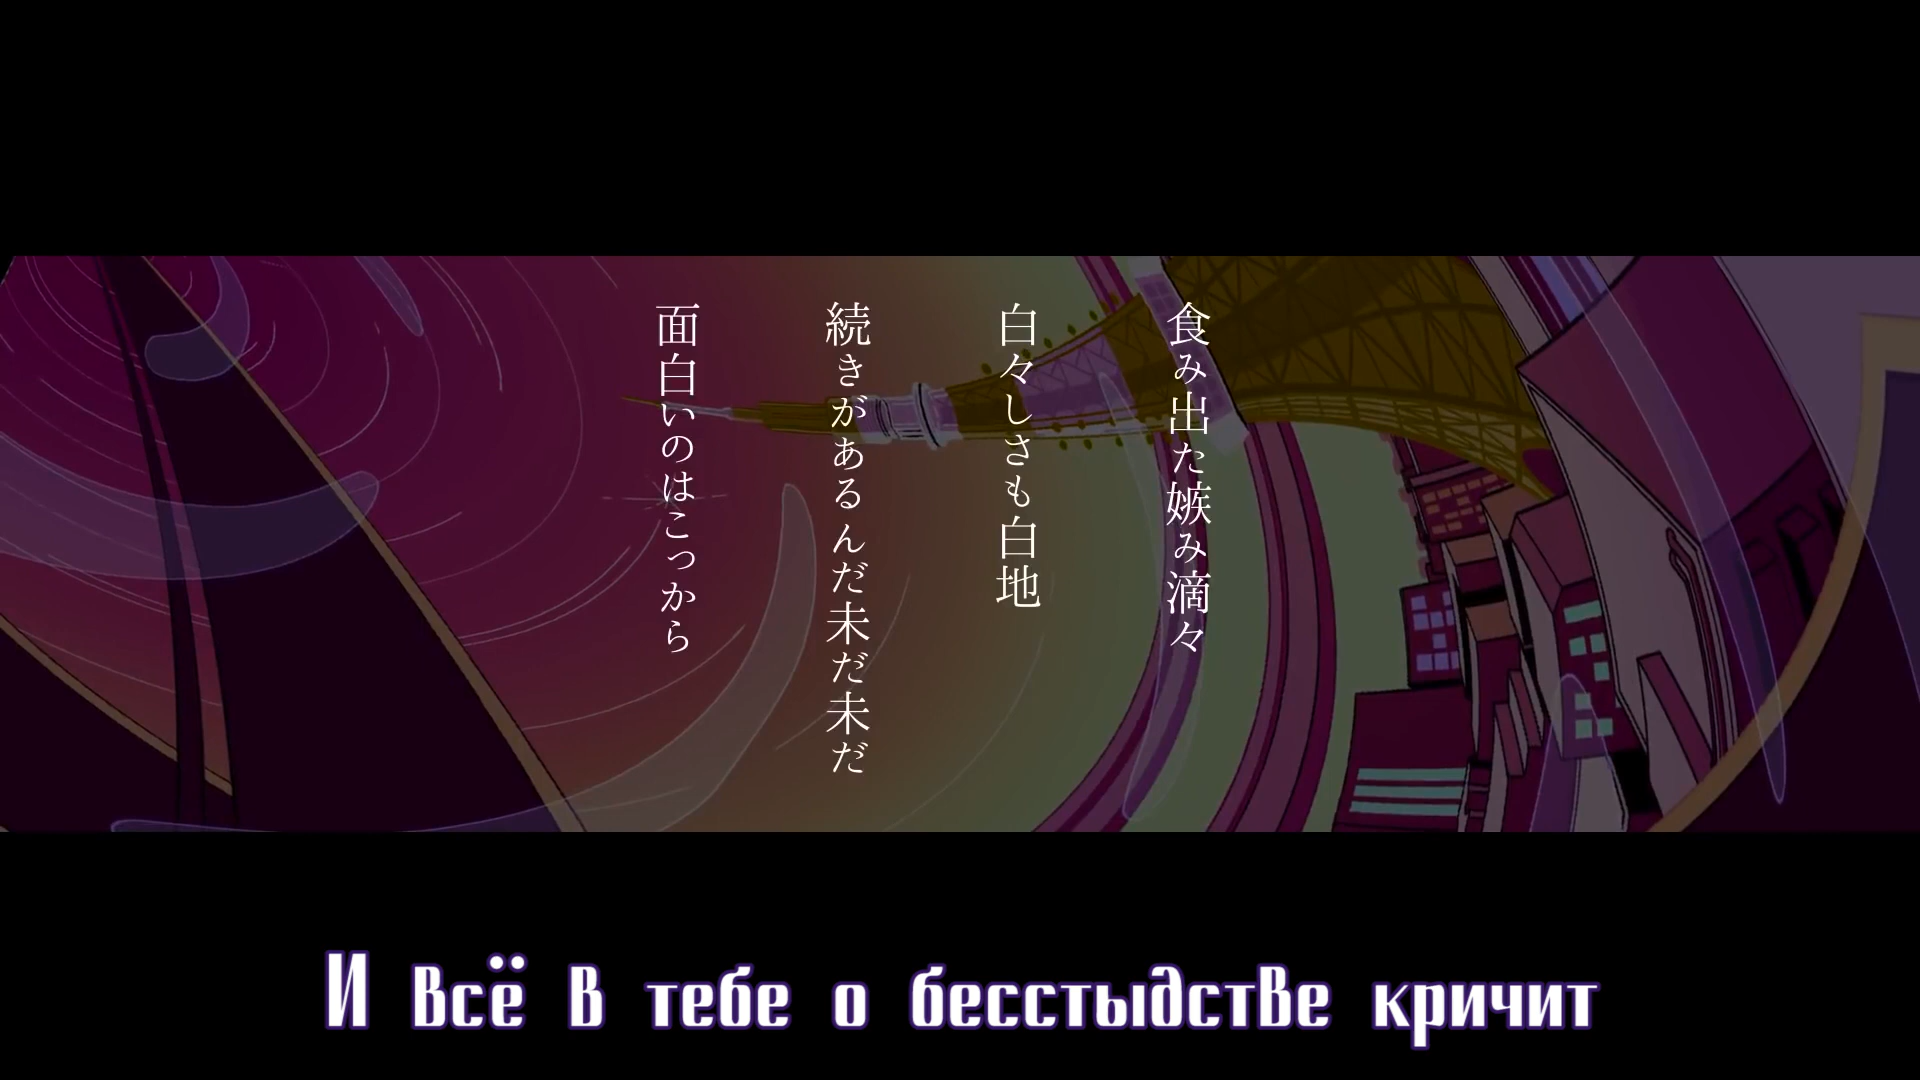 食み出た嫉み滴々
白々しさも白地
続きがあるんだ未だ未だ
面白いのはこっから
И всё в тебе о бесстыдстве кричит